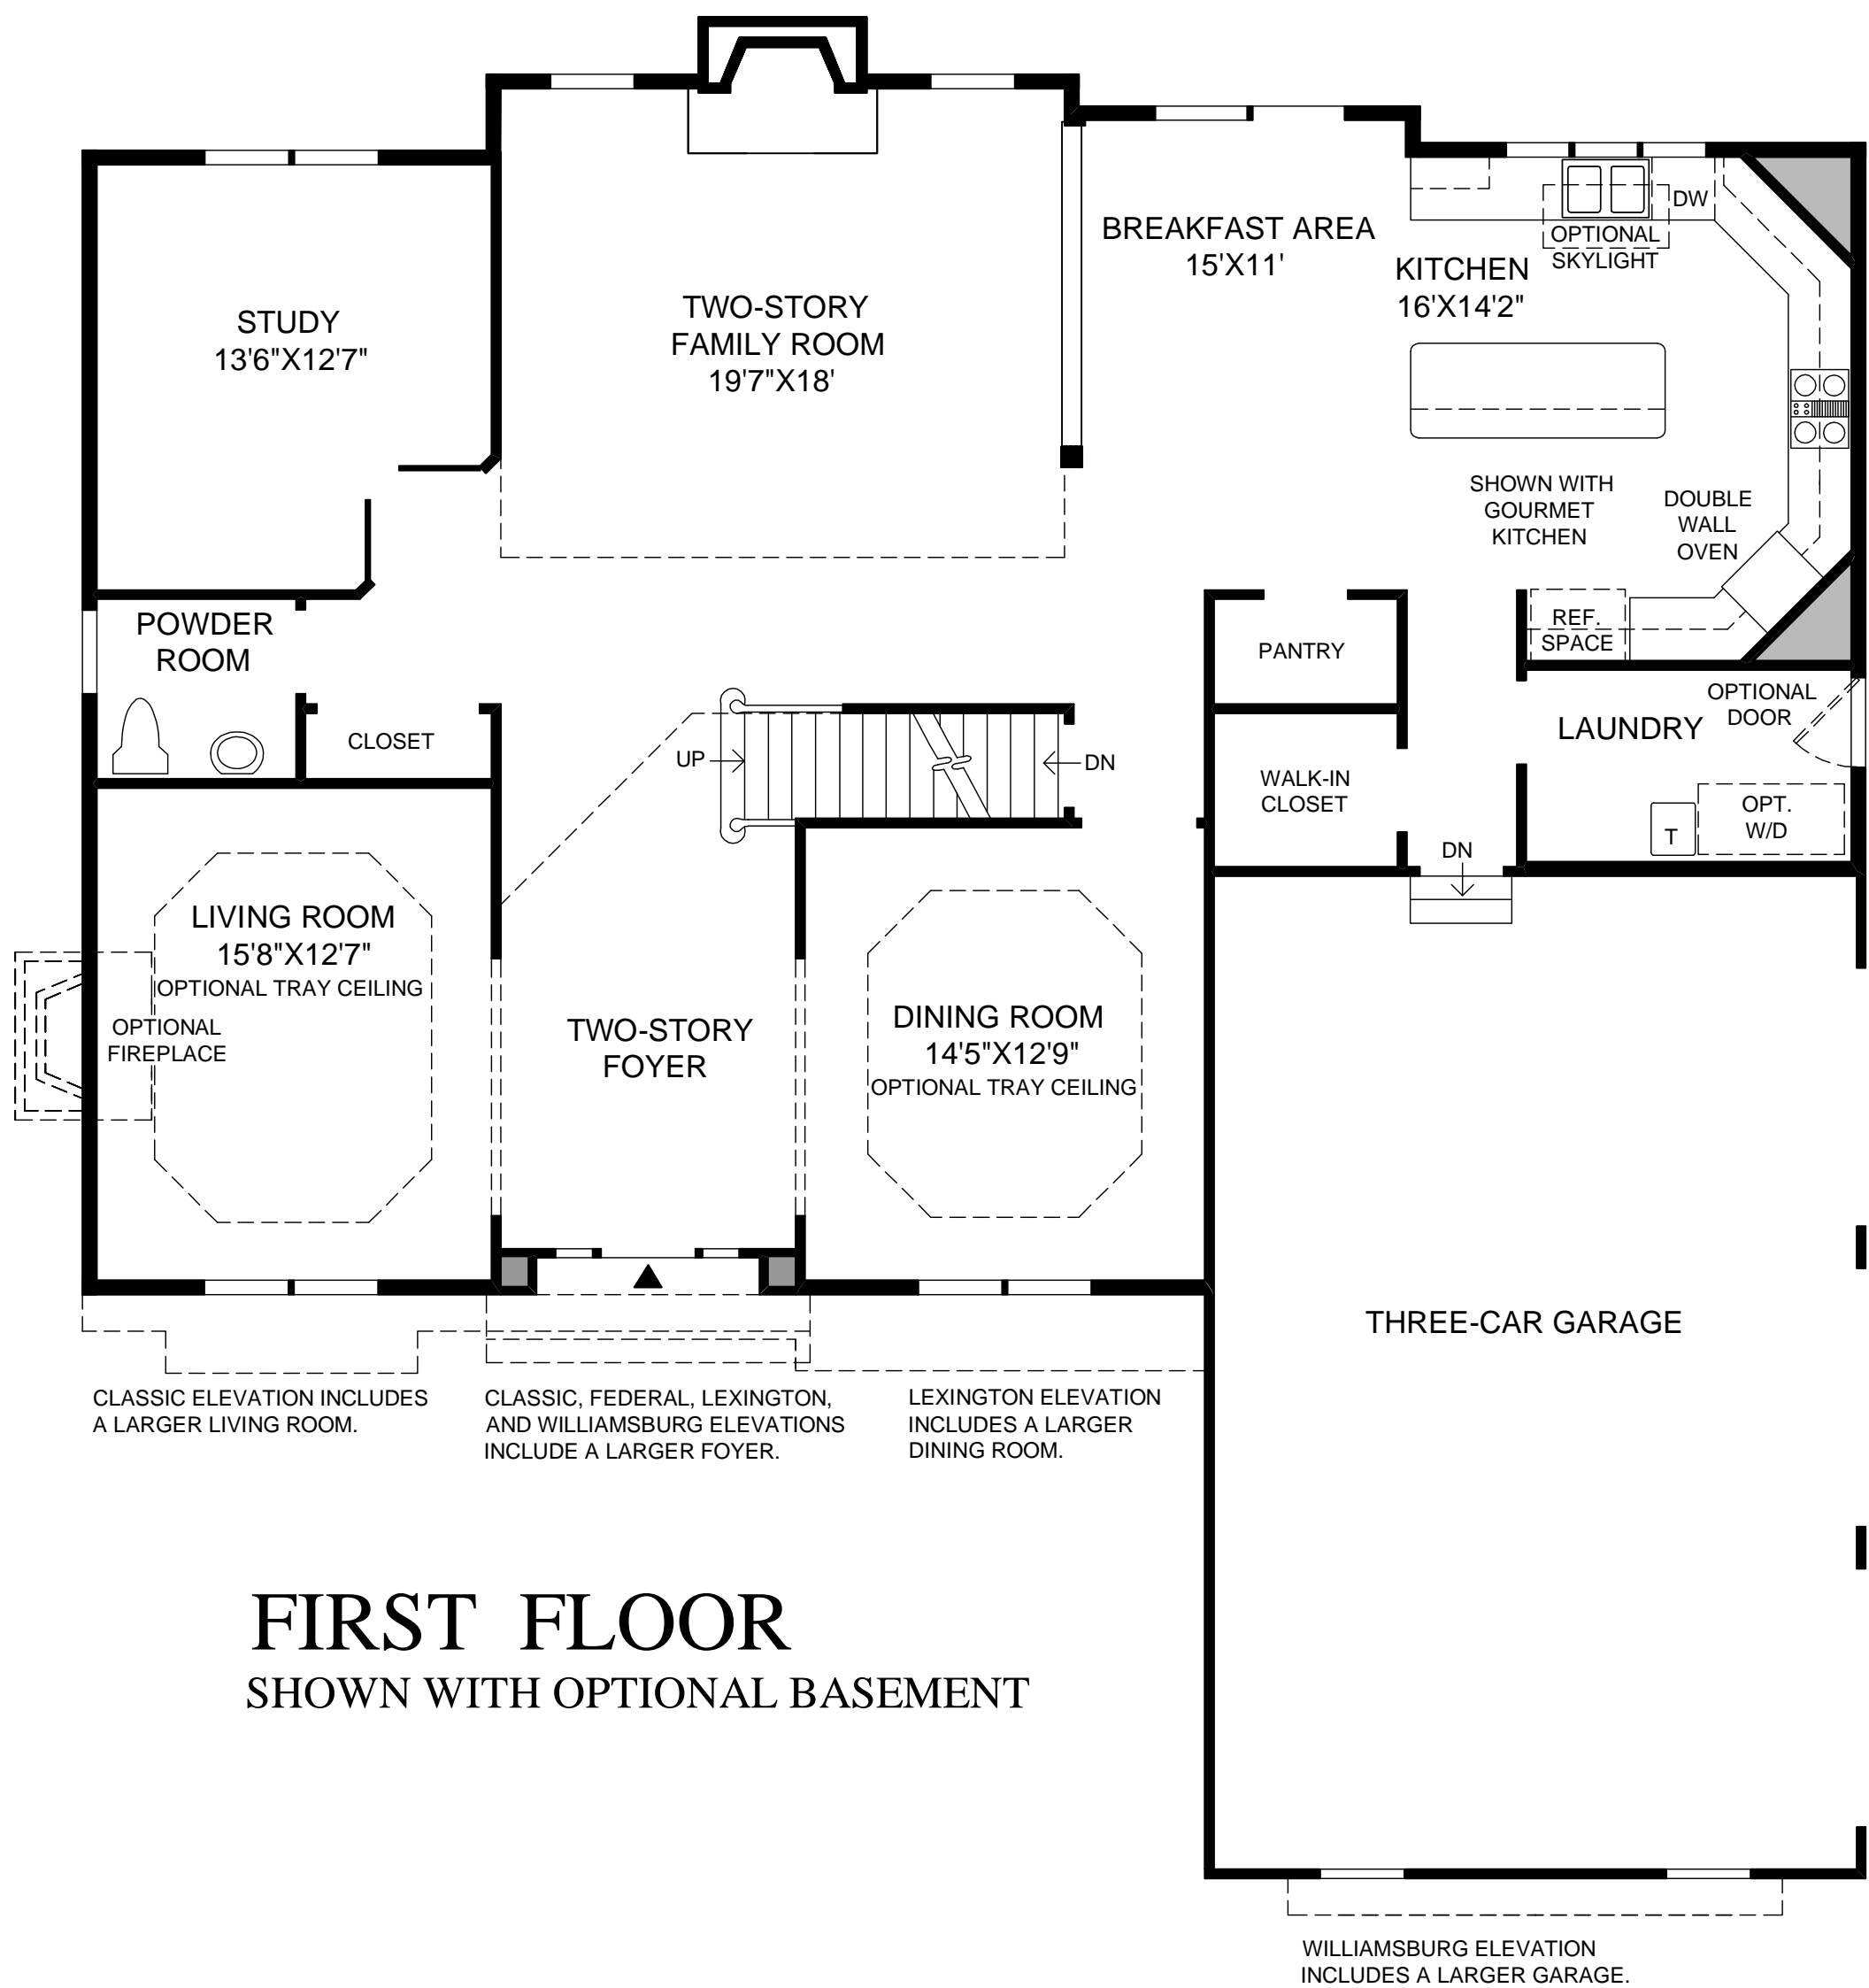 STUDY
13'6"X12'7"
TWO-STORY
FAMILY ROOM
19'7"X18'
BREAKFAST AREA
15'X11'
KITCHEN
16'X14'2"
DW
OPTIONAL
SKYLIGHT
SHOWN WITH
GOURMET
KITCHEN
DOUBLE
WALL
OVEN
REF.
SPACE
POWDER
ROOM
CLOSET
UP
DN
PANTRY
WALK-IN
CLOSET
LAUNDRY
OPTIONAL
DOOR
OPT.
W/D
T
DN
LIVING ROOM
15'8"X12'7"
OPTIONAL TRAY CEILING
OPTIONAL
FIREPLACE
TWO-STORY
FOYER
DINING ROOM
14'5"X12'9"
OPTIONAL TRAY CEILING
THREE-CAR GARAGE
CLASSIC ELEVATION INCLUDES
A LARGER LIVING ROOM.
CLASSIC, FEDERAL, LEXINGTON,
AND WILLIAMSBURG ELEVATIONS
INCLUDE A LARGER FOYER.
LEXINGTON ELEVATION
INCLUDES A LARGER
DINING ROOM.
FIRST FLOOR
SHOWN WITH OPTIONAL BASEMENT
WILLIAMSBURG ELEVATION
INCLUDES A LARGER GARAGE.